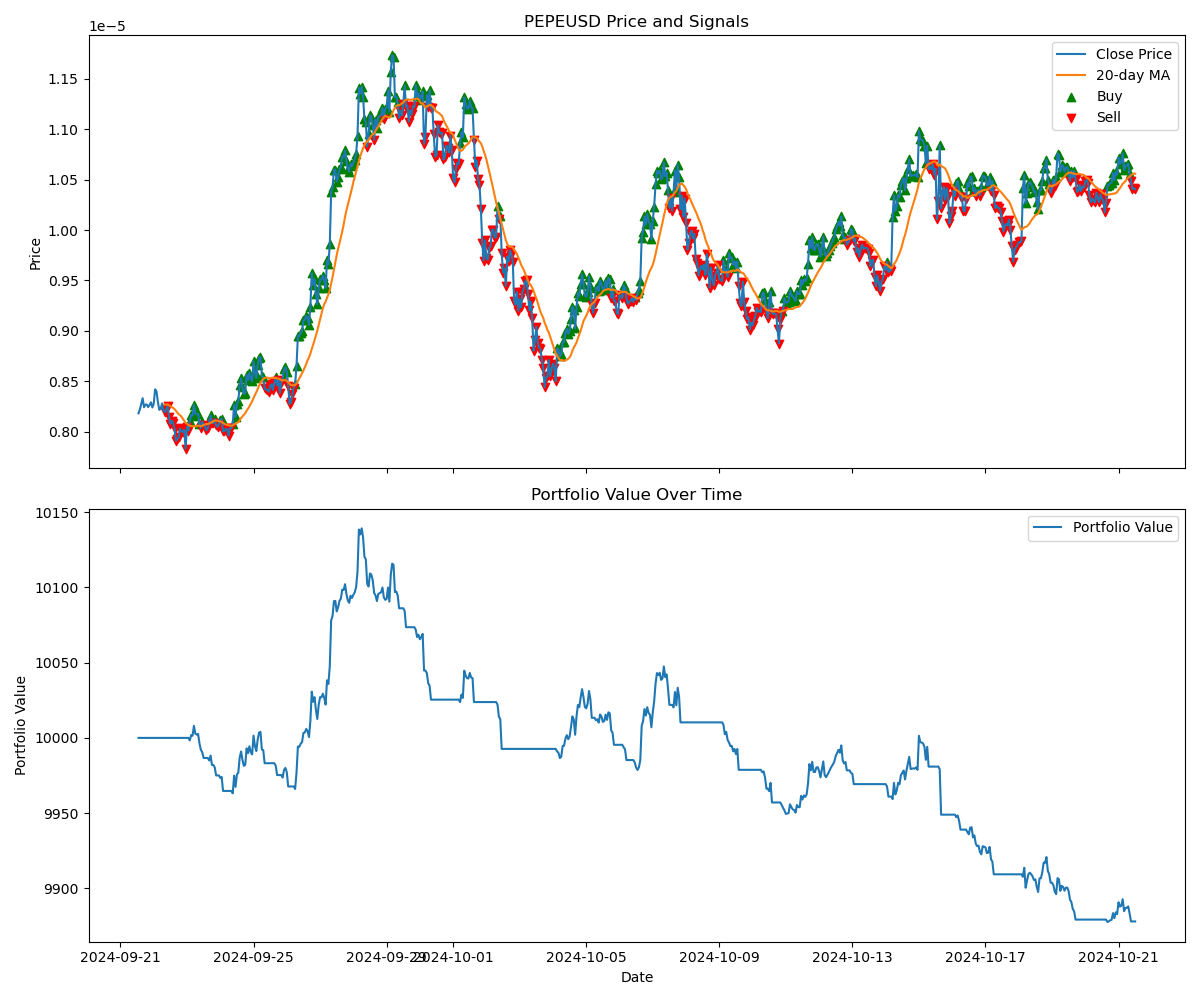 PEPEUSD Price and Signals
1e−5
Close Price
20-day MA
Buy
Sell
1.15
1.10
1.05
1.00
0.95
0.90
0.85
0.80
Price
Portfolio Value Over Time
Portfolio Value
10150
10100
10050
10000
9950
9900
Portfolio Value
2024-09-21 2024-09-25 2024-09-29 2024-10-01 2024-10-05 2024-10-09 2024-10-13 2024-10-17 2024-10-21
Date